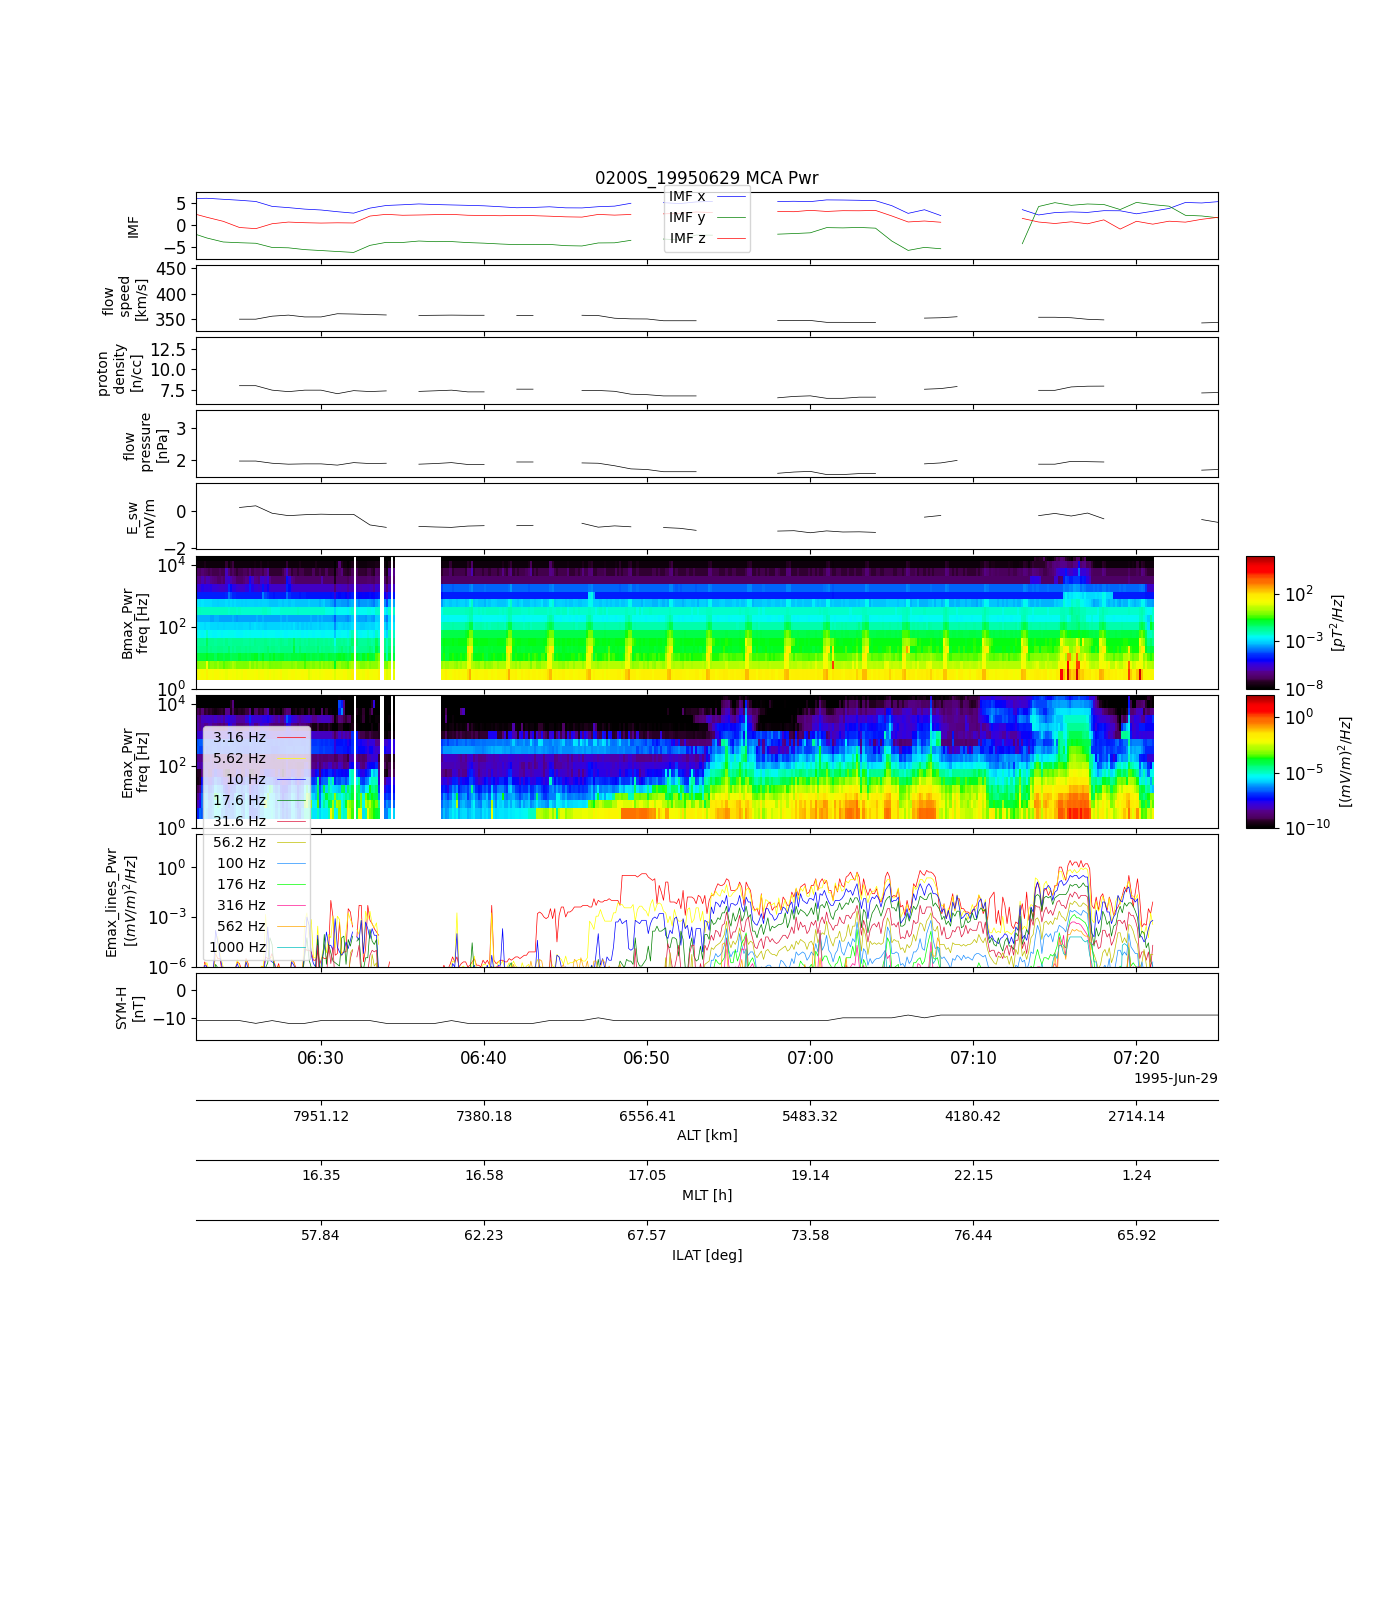 0200S_19950629 MCA Pwr
IMF
5
0
−5
IMF x
IMF y
IMF z
flow
speed
[km/s]
450
400
350
proton
density
[n/cc]
12.5
10.0
7.5
flow
pressure
[nPa]
3
2
E_sw
mV/m
0
−2
Bmax_Pwr
freq [Hz]
10^4
10^2
10^0
10^2
10^−3
10^−8
[pT^2/Hz]
Emax_Pwr
freq [Hz]
10^4
10^2
10^0
10^0
10^−5
10^−10
[(mV/m)^2/Hz]
3.16 Hz
5.62 Hz
10 Hz
17.6 Hz
31.6 Hz
56.2 Hz
100 Hz
176 Hz
316 Hz
562 Hz
1000 Hz
Emax_lines_Pwr
[(mV/m)^2/Hz]
10^0
10^−3
10^−6
SYM-H
[nT]
0
−10
06:30 06:40 06:50 07:00 07:10 07:20
1995-Jun-29
7951.12 7380.18 6556.41 5483.32 4180.42 2714.14
ALT [km]
16.35 16.58 17.05 19.14 22.15 1.24
MLT [h]
57.84 62.23 67.57 73.58 76.44 65.92
ILAT [deg]